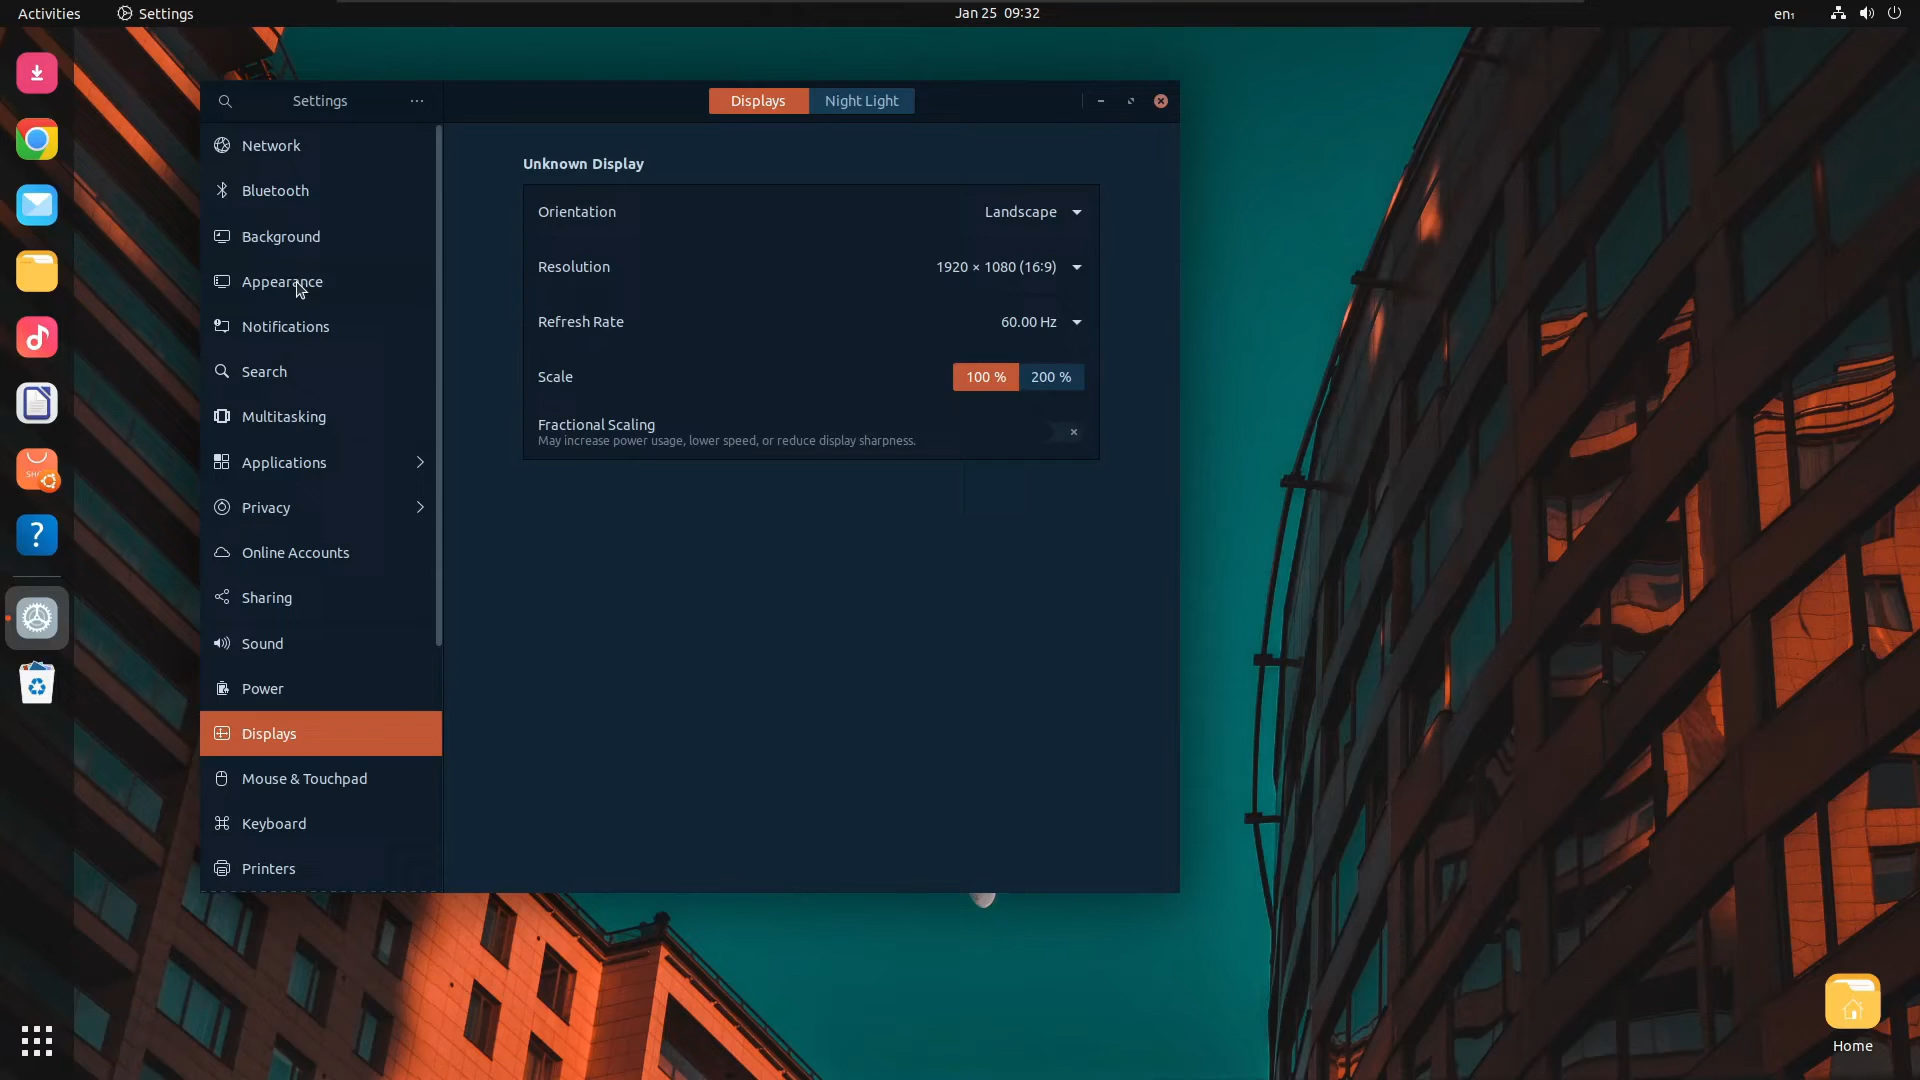 Activities
Settings
Jan 25 09:32
en₁
Settings
Displays
Night Light
Network
Bluetooth
Background
Appearance
Notifications
Search
Multitasking
Applications
Privacy
Online Accounts
Sharing
Sound
Power
Displays
Mouse & Touchpad
Keyboard
Printers
Unknown Display
Orientation
Landscape
Resolution
1920 × 1080 (16:9)
Refresh Rate
60.00 Hz
Scale
100 %
200 %
Fractional Scaling
May increase power usage, lower speed, or reduce display sharpness.
?
Home